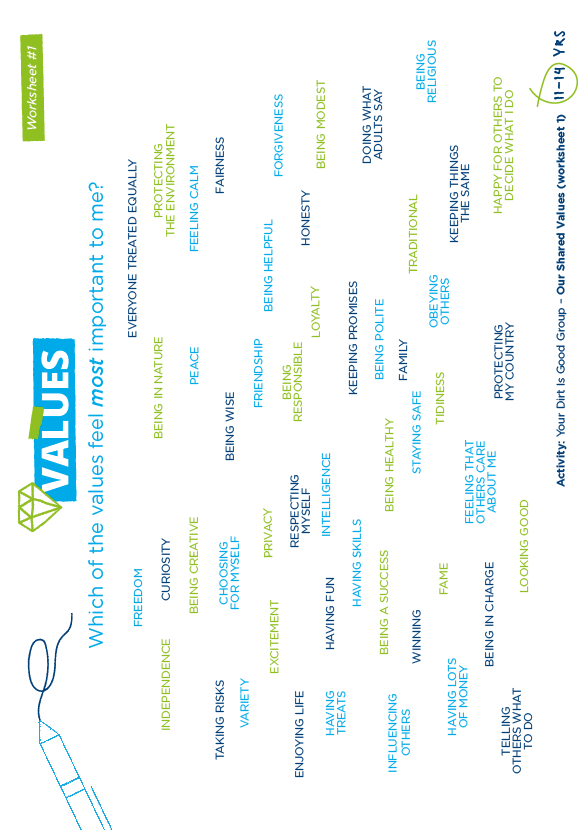 Worksheet #1
VALUES
Which of the values feel most important to me?
FREEDOM
EVERYONE TREATED EQUALLY
INDEPENDENCE
CURIOSITY
BEING IN NATURE
PROTECTING
THE ENVIRONMENT
BEING CREATIVE
PEACE
FEELING CALM
TAKING RISKS
CHOOSING
FOR MYSELF
BEING WISE
FAIRNESS
VARIETY
EXCITEMENT
PRIVACY
FRIENDSHIP
BEING HELPFUL
FORGIVENESS
ENJOYING LIFE
RESPECTING
MYSELF
BEING
RESPONSIBLE
HONESTY
HAVING
TREATS
HAVING FUN
INTELLIGENCE
LOYALTY
BEING MODEST
HAVING SKILLS
KEEPING PROMISES
DOING WHAT
ADULTS SAY
INFLUENCING
OTHERS
BEING A SUCCESS
BEING HEALTHY
BEING POLITE
FAMILY
WINNING
STAYING SAFE
TRADITIONAL
BEING
RELIGIOUS
HAVING LOTS
OF MONEY
FAME
TIDINESS
OBEYING
OTHERS
KEEPING THINGS
THE SAME
BEING IN CHARGE
FEELING THAT
OTHERS CARE
ABOUT ME
PROTECTING
MY COUNTRY
HAPPY FOR OTHERS TO
DECIDE WHAT I DO
TELLING
OTHERS WHAT
TO DO
LOOKING GOOD
Activity: Your Dirt Is Good Group – Our Shared Values (worksheet 1) 11–14 YRS